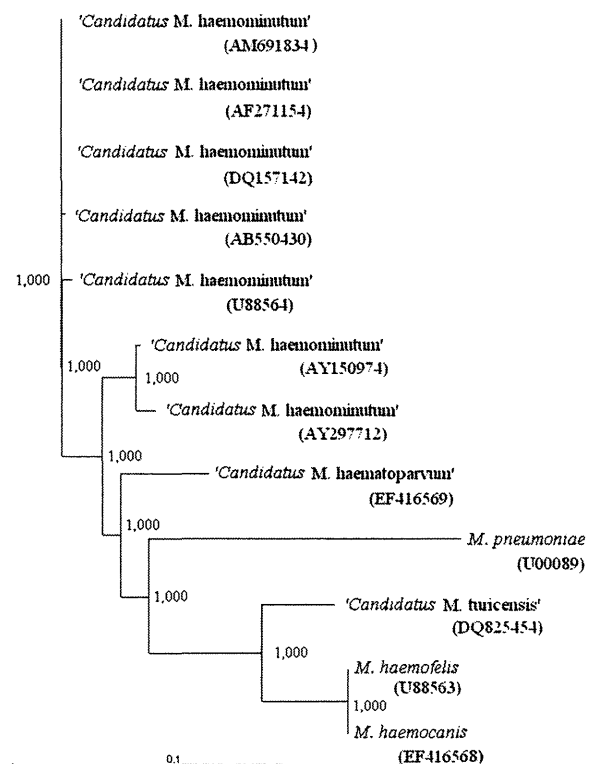 'Candidatus M. haemominutum'
(AM691834)
'Candidatus M. haemominutum'
(AF271154)
'Candidatus M. haemominutum'
(DQ157142)
'Candidatus M. haemominutum'
(AB550430)
1,000
'Candidatus M. haemominutum'
(U88564)
'Candidatus M. haemominutum'
(AY150974)
1,000
1,000
'Candidatus M. haemominutum'
(AY297712)
1,000
'Candidatus M. haematoparvum'
(EF416569)
1,000
M. pneumoniae
(U00089)
1,000
'Candidatus M. turicensis'
(DQ825454)
1,000
M. haemofelis
(U88563)
1,000
M. haemocanis
(EF416568)
0.1